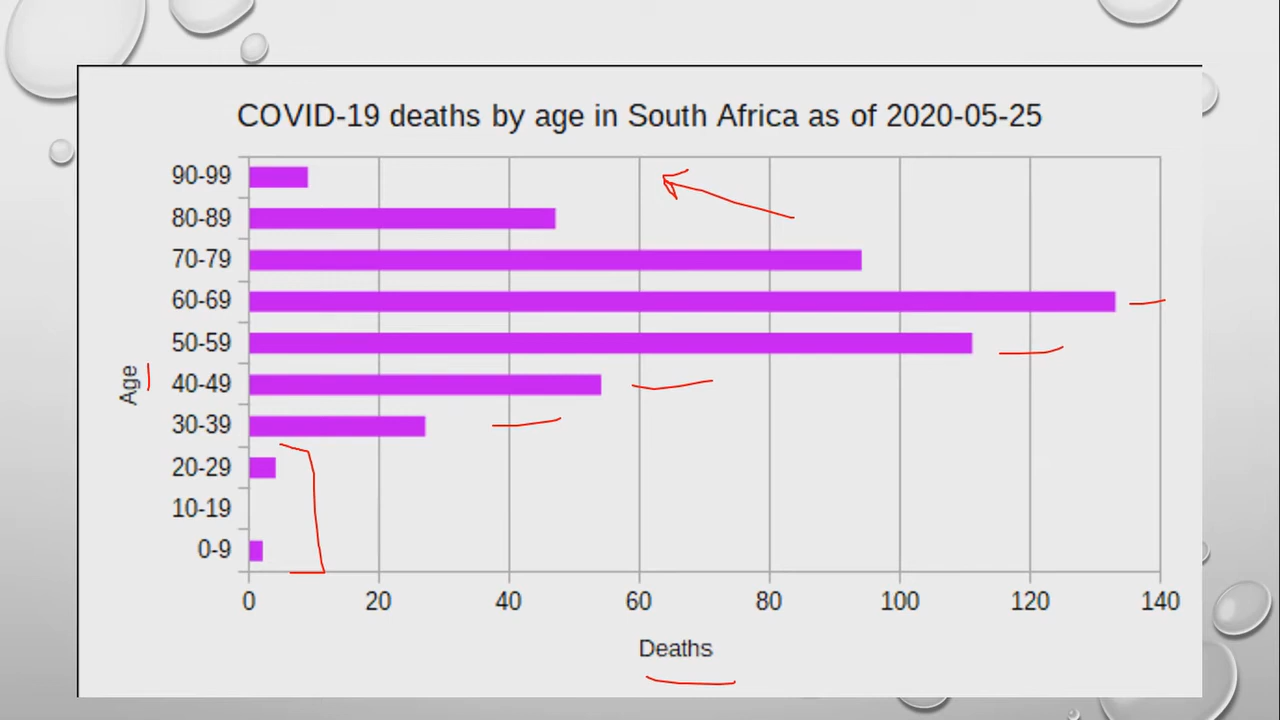 COVID-19 deaths by age in South Africa as of 2020-05-25
90-99
80-89
70-79
60-69
50-59
40-49
30-39
20-29
10-19
0-9
Age
0 20 40 60 80 100 120 140
Deaths